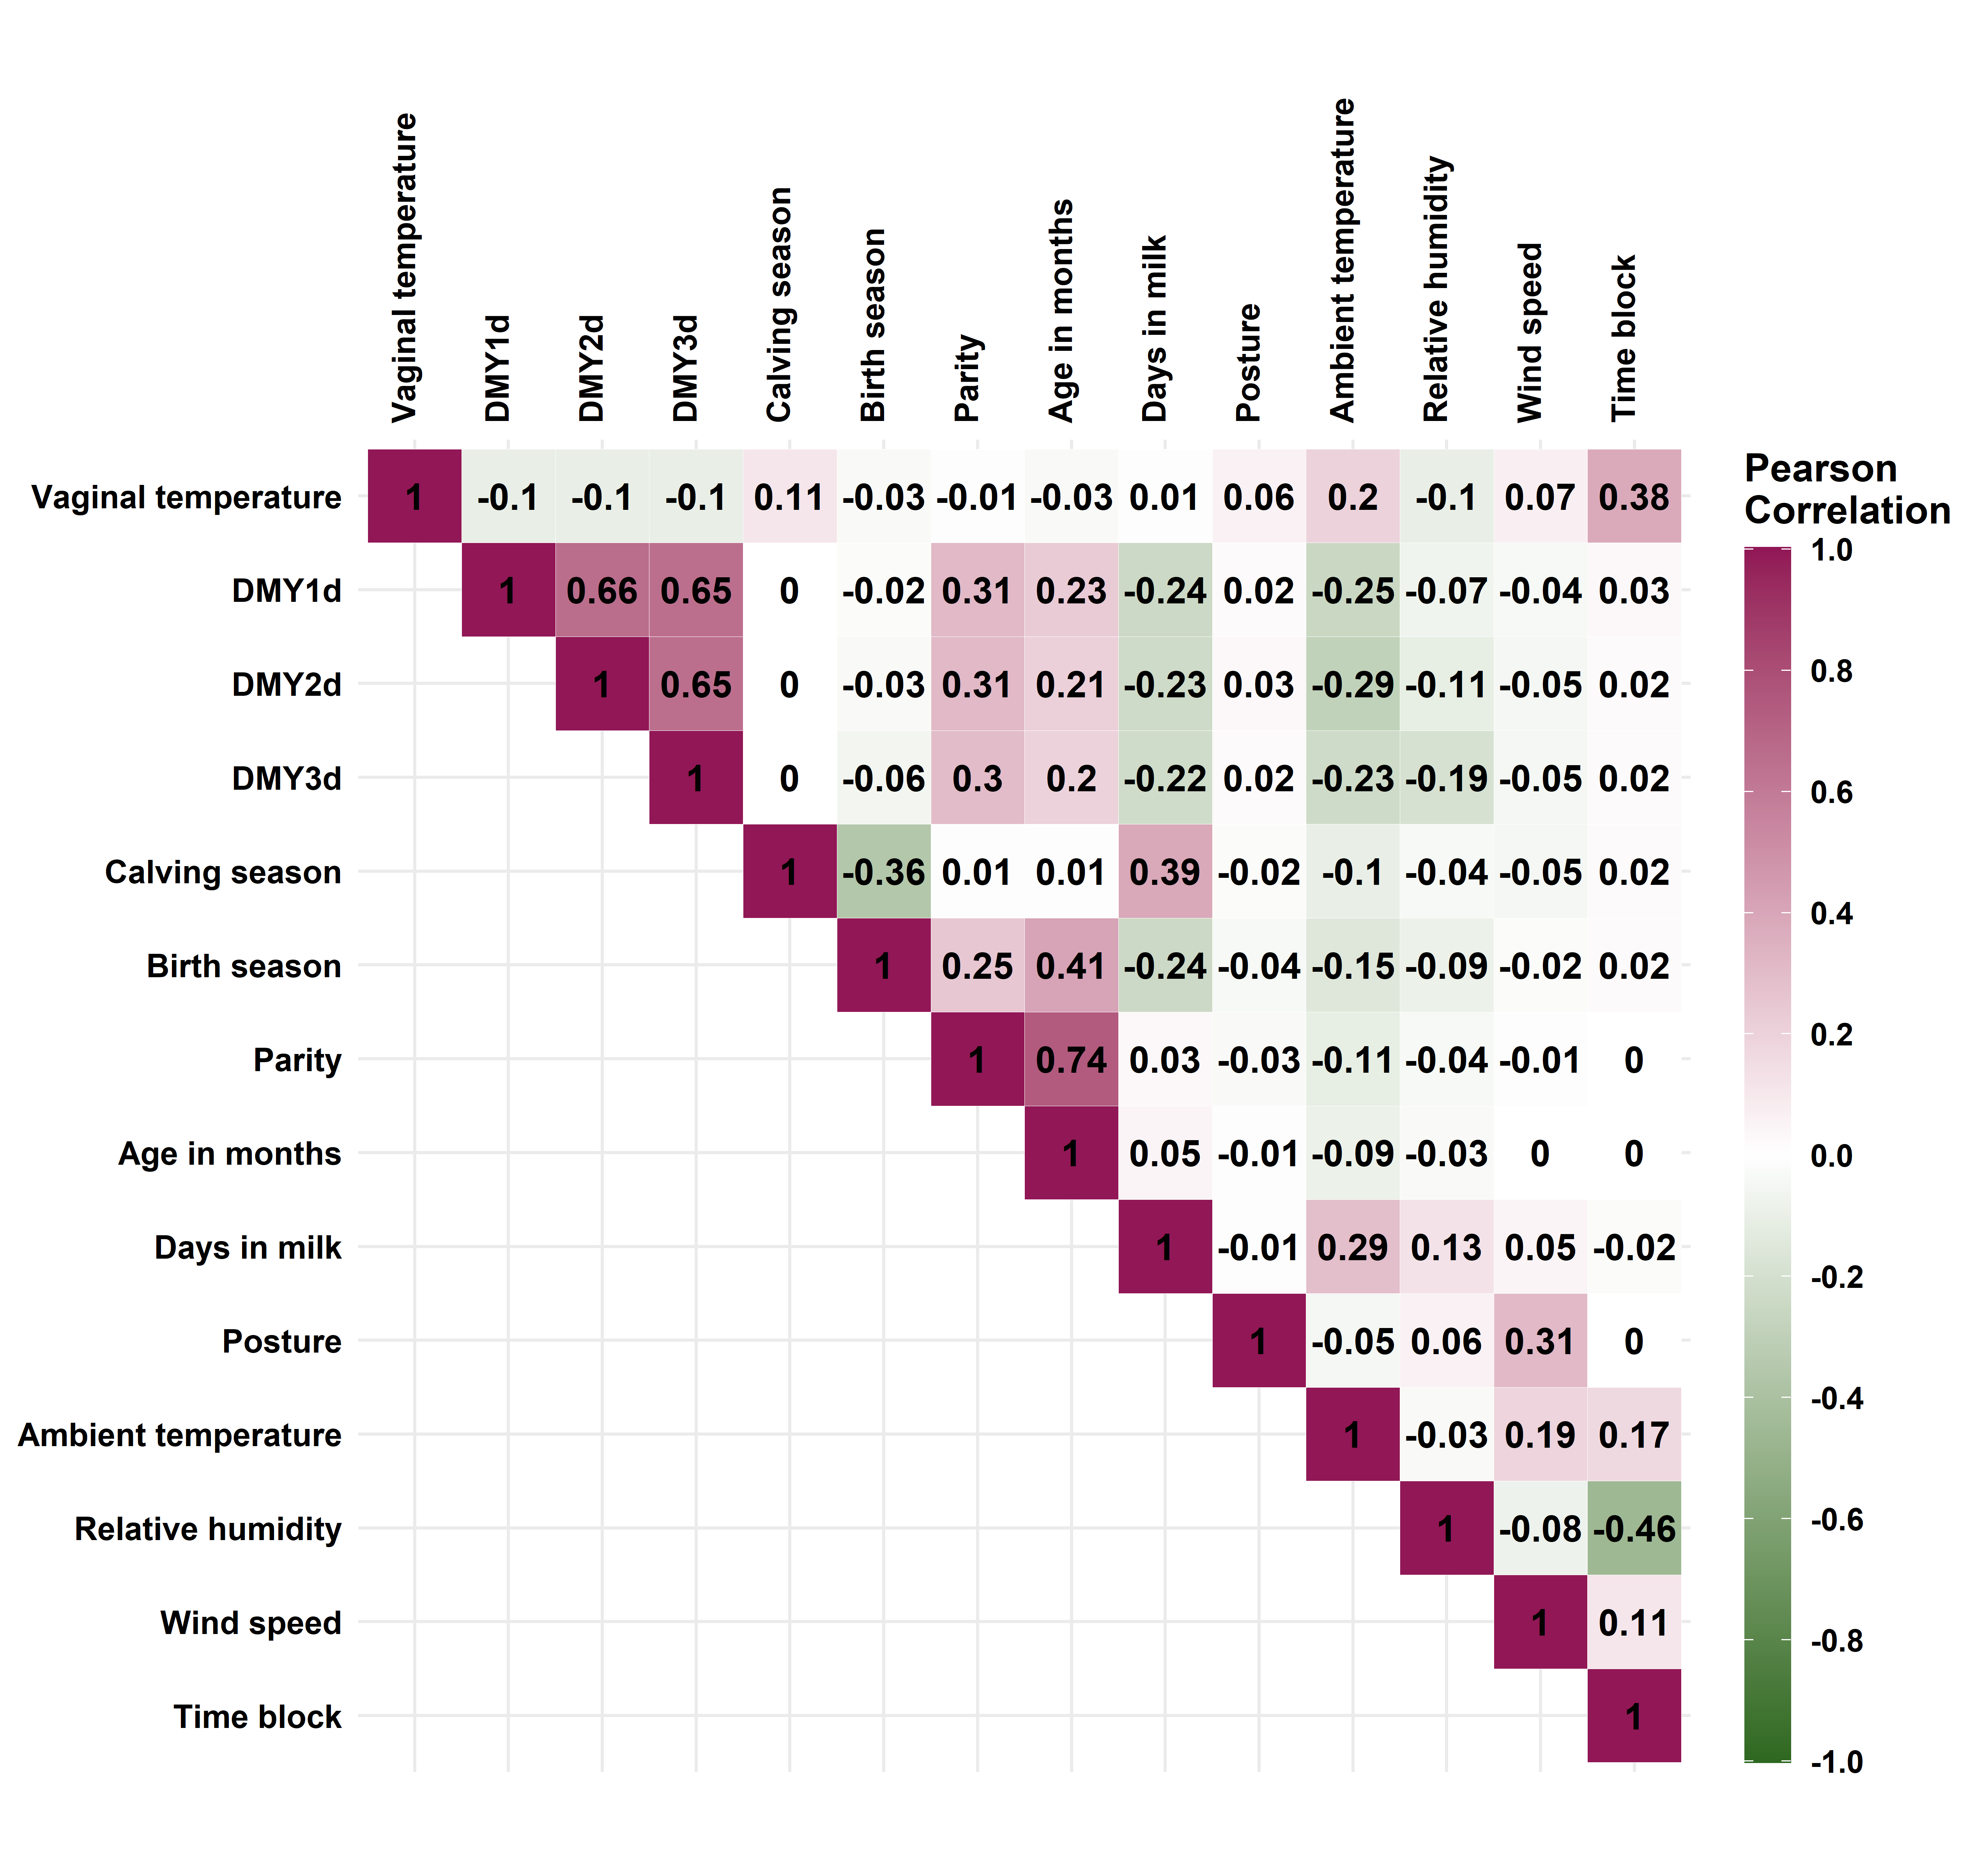 Vaginal temperature
DMY1d
DMY2d
DMY3d
Calving season
Birth season
Parity
Age in months
Days in milk
Posture
Ambient temperature
Relative humidity
Wind speed
Time block
Vaginal temperature 1 -0.1 -0.1 -0.1 0.11 -0.03 -0.01 -0.03 0.01 0.06 0.2 -0.1 0.07 0.38
DMY1d 1 0.66 0.65 0 -0.02 0.31 0.23 -0.24 0.02 -0.25 -0.07 -0.04 0.03
DMY2d 1 0.65 0 -0.03 0.31 0.21 -0.23 0.03 -0.29 -0.11 -0.05 0.02
DMY3d 1 0 -0.06 0.3 0.2 -0.22 0.02 -0.23 -0.19 -0.05 0.02
Calving season 1 -0.36 0.01 0.01 0.39 -0.02 -0.1 -0.04 -0.05 0.02
Birth season 1 0.25 0.41 -0.24 -0.04 -0.15 -0.09 -0.02 0.02
Parity 1 0.74 0.03 -0.03 -0.11 -0.04 -0.01 0
Age in months 1 0.05 -0.01 -0.09 -0.03 0 0
Days in milk 1 -0.01 0.29 0.13 0.05 -0.02
Posture 1 -0.05 0.06 0.31 0
Ambient temperature 1 -0.03 0.19 0.17
Relative humidity 1 -0.08 -0.46
Wind speed 1 0.11
Time block 1
Pearson
Correlation
1.0
0.8
0.6
0.4
0.2
0.0
-0.2
-0.4
-0.6
-0.8
-1.0